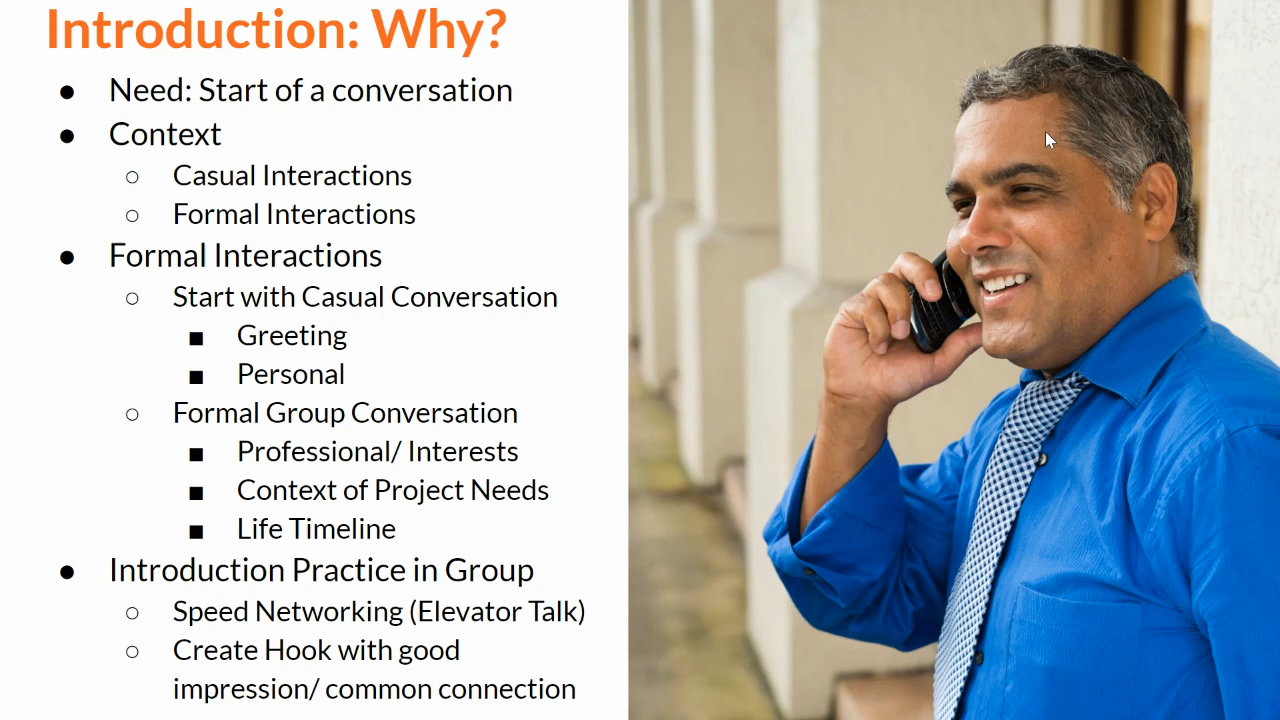 Introduction: Why?
● Need: Start of a conversation
● Context
○ Casual Interactions
○ Formal Interactions
● Formal Interactions
○ Start with Casual Conversation
■ Greeting
■ Personal
○ Formal Group Conversation
■ Professional/ Interests
■ Context of Project Needs
■ Life Timeline
● Introduction Practice in Group
○ Speed Networking (Elevator Talk)
○ Create Hook with good
impression/ common connection